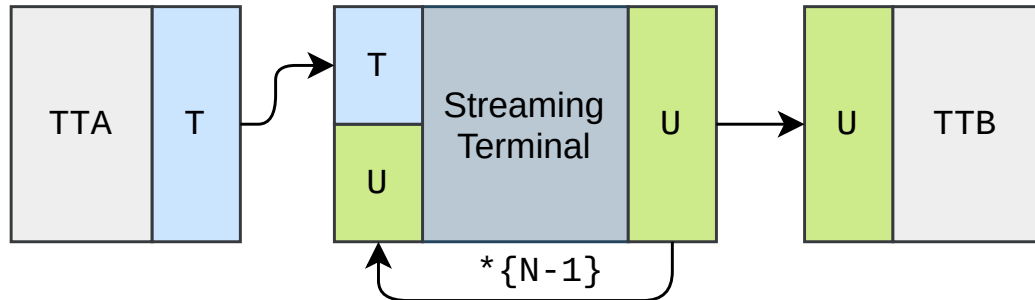 TTA
T
T
U
Streaming
Terminal
U
U
TTB
*{N-1}